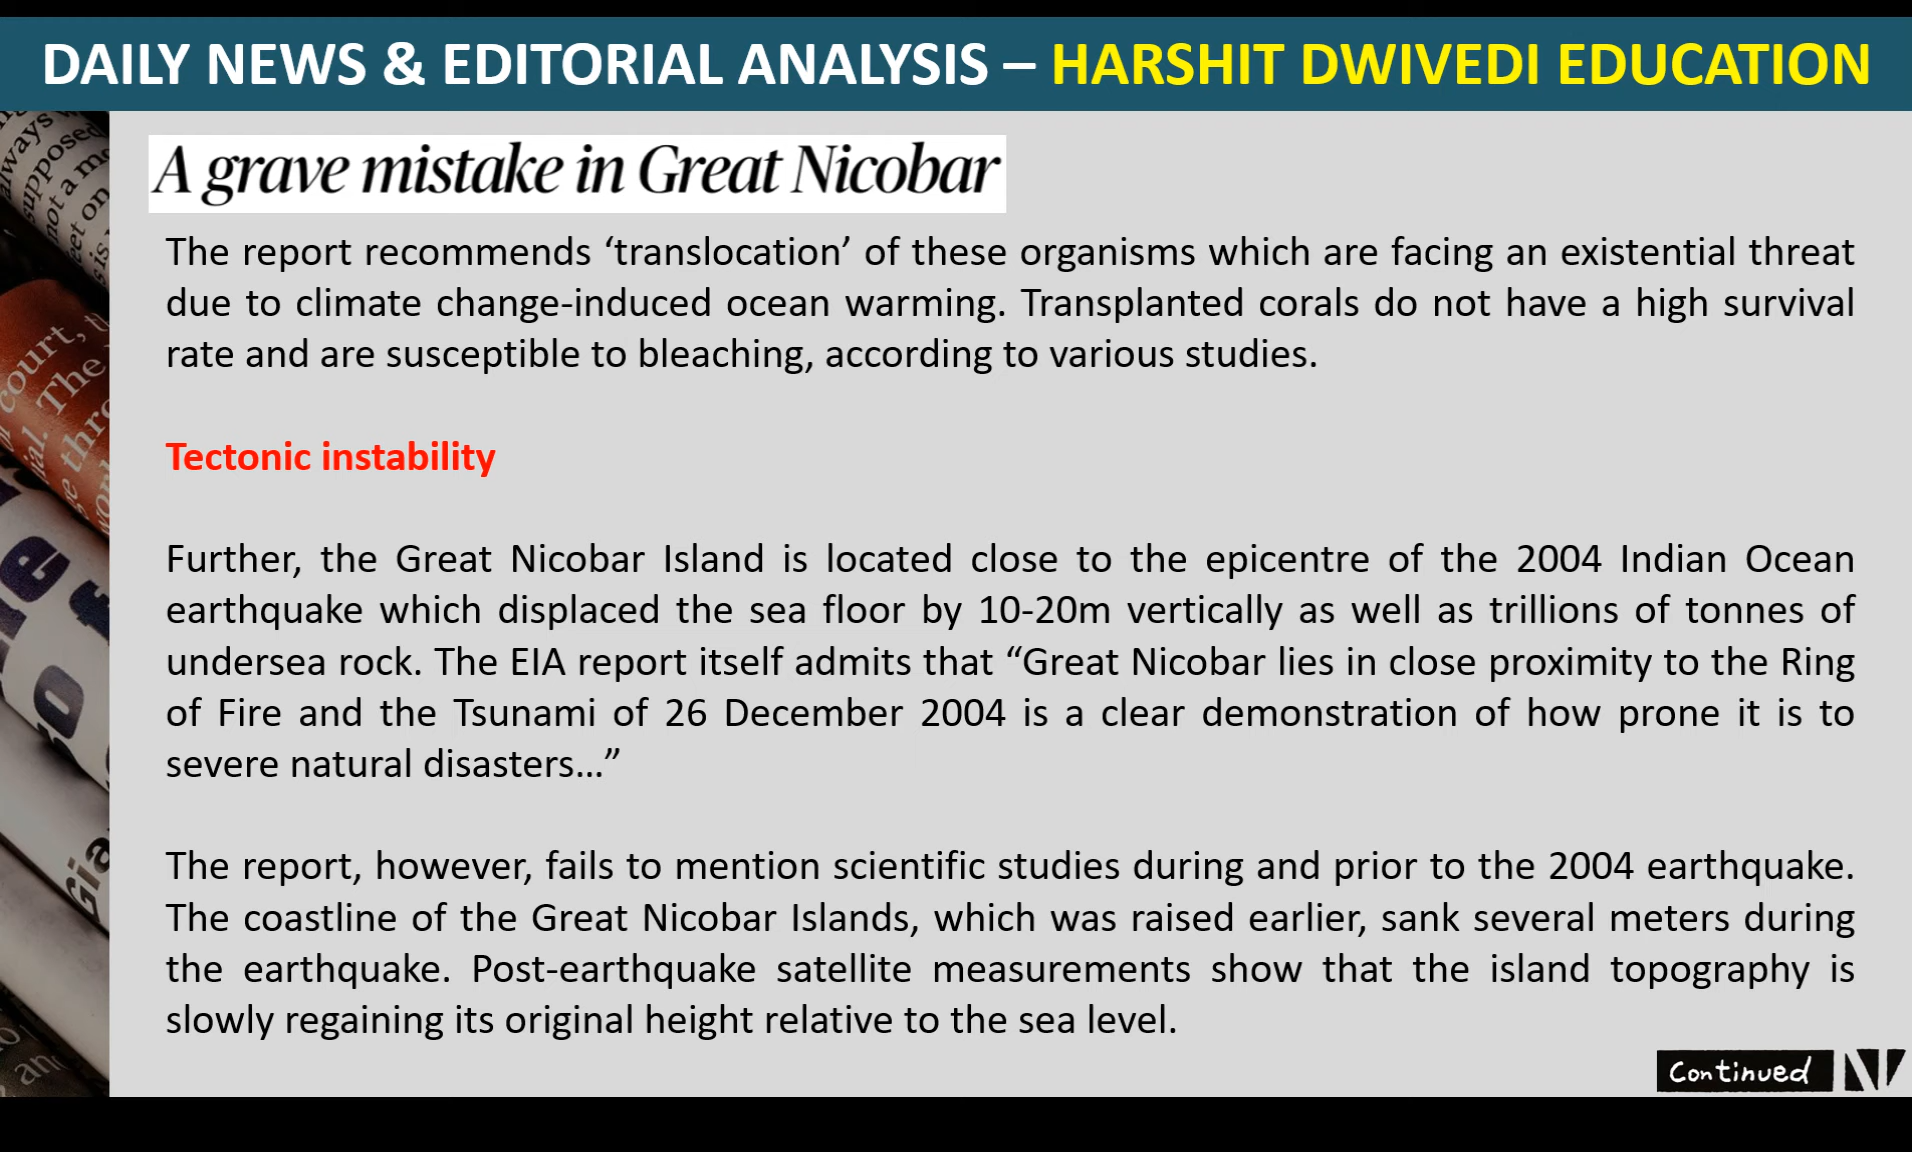 DAILY NEWS & EDITORIAL ANALYSIS – HARSHIT DWIVEDI EDUCATION
A grave mistake in Great Nicobar
The report recommends ‘translocation’ of these organisms which are facing an existential threat
due to climate change-induced ocean warming. Transplanted corals do not have a high survival
rate and are susceptible to bleaching, according to various studies.
Tectonic instability
Further, the Great Nicobar Island is located close to the epicentre of the 2004 Indian Ocean
earthquake which displaced the sea floor by 10-20m vertically as well as trillions of tonnes of
undersea rock. The EIA report itself admits that “Great Nicobar lies in close proximity to the Ring
of Fire and the Tsunami of 26 December 2004 is a clear demonstration of how prone it is to
severe natural disasters…”
The report, however, fails to mention scientific studies during and prior to the 2004 earthquake.
The coastline of the Great Nicobar Islands, which was raised earlier, sank several meters during
the earthquake. Post-earthquake satellite measurements show that the island topography is
slowly regaining its original height relative to the sea level.
Continued